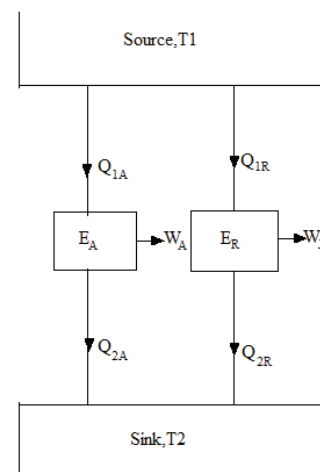 Source,T1
Q1A
Q1R
EA
WA
ER
W
Q2A
Q2R
Sink,T2